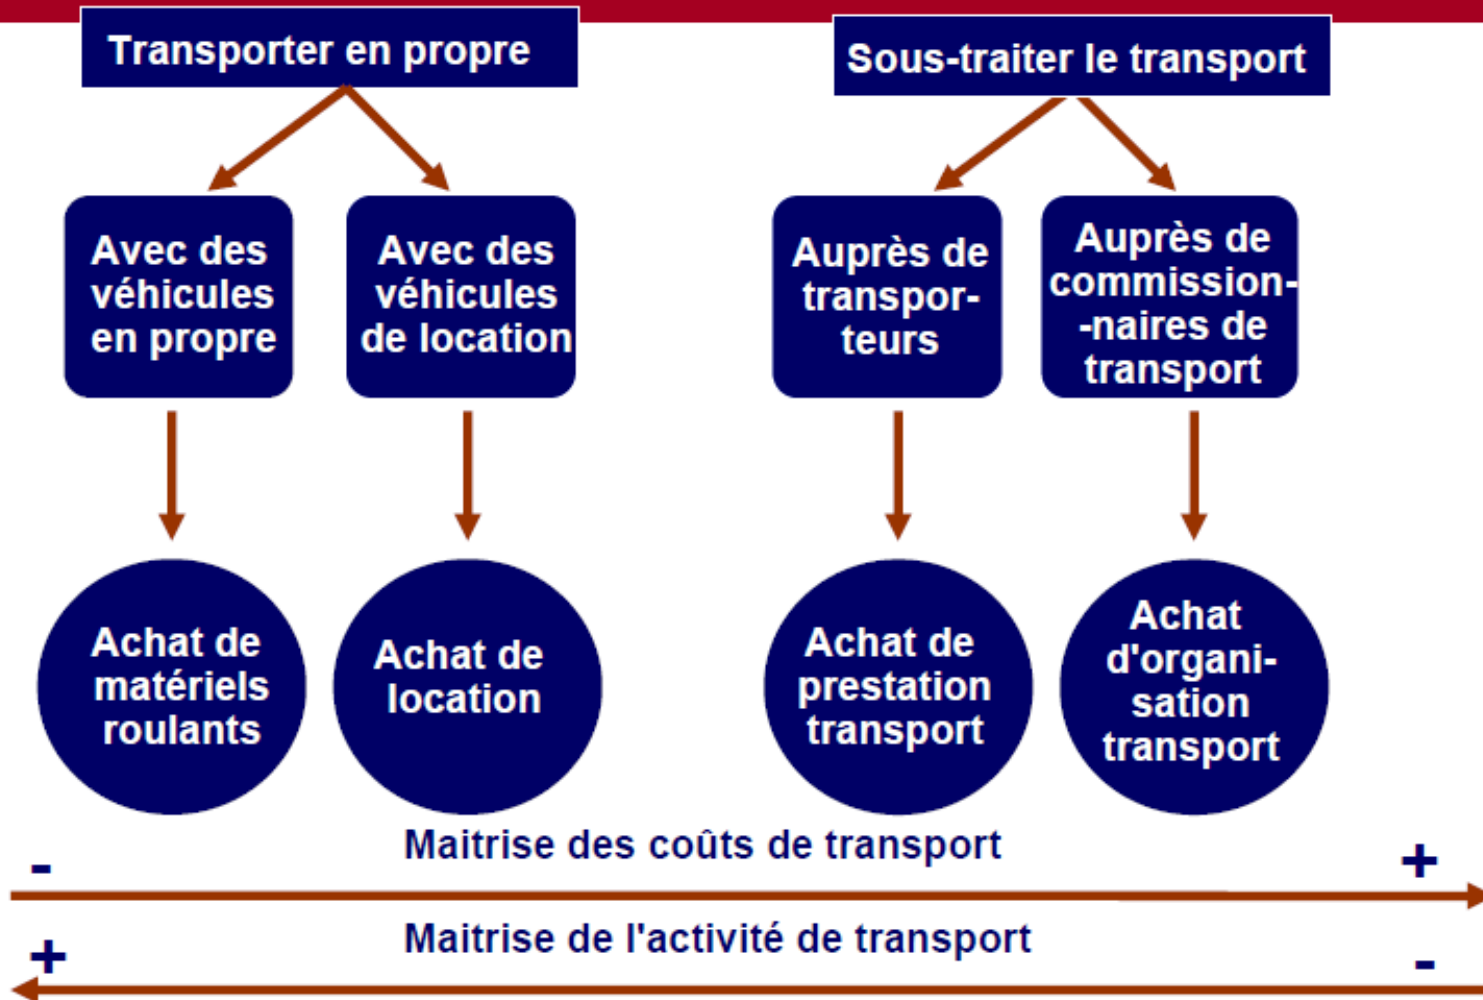 Transporter en propre
Sous-traiter le transport
Avec des
véhicules
en propre
Avec des
véhicules
de location
Auprès de
transpor-
teurs
Auprès de
commission-
-naires de
transport
Achat de
matériels
roulants
Achat de
location
Achat de
prestation
transport
Achat
d'organi-
sation
transport
Maitrise des coûts de transport
- +
Maitrise de l'activité de transport
+ -